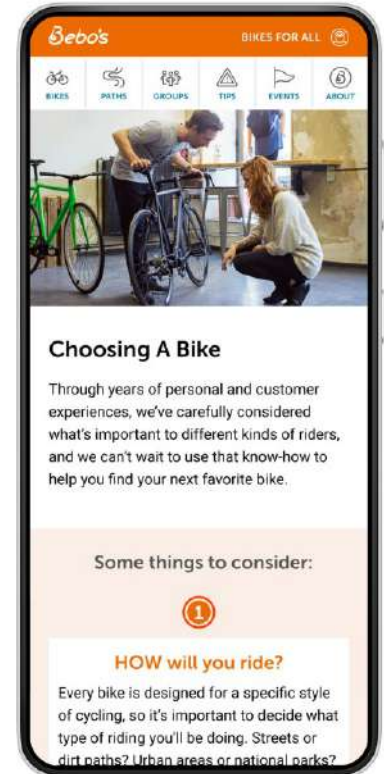 Bebo's
BIKES FOR ALL
BIKES PATHS GROUPS TIPS EVENTS ABOUT
Choosing A Bike
Through years of personal and customer
experiences, we've carefully considered
what's important to different kinds of riders,
and we can't wait to use that know-how to
help you find your next favorite bike.
Some things to consider:
1
HOW will you ride?
Every bike is designed for a specific style
of cycling, so it's important to decide what
type of riding you'll be doing. Streets or
dirt paths? Urban areas or national parks?